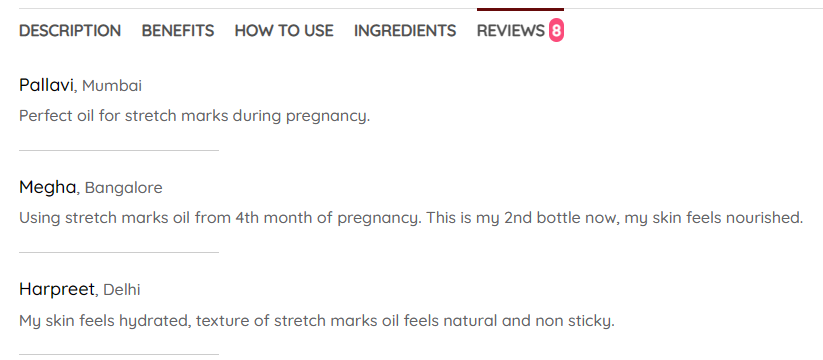 DESCRIPTION BENEFITS HOW TO USE INGREDIENTS REVIEWS 8
Pallavi, Mumbai
Perfect oil for stretch marks during pregnancy.
Megha, Bangalore
Using stretch marks oil from 4th month of pregnancy. This is my 2nd bottle now, my skin feels nourished.
Harpreet, Delhi
My skin feels hydrated, texture of stretch marks oil feels natural and non sticky.